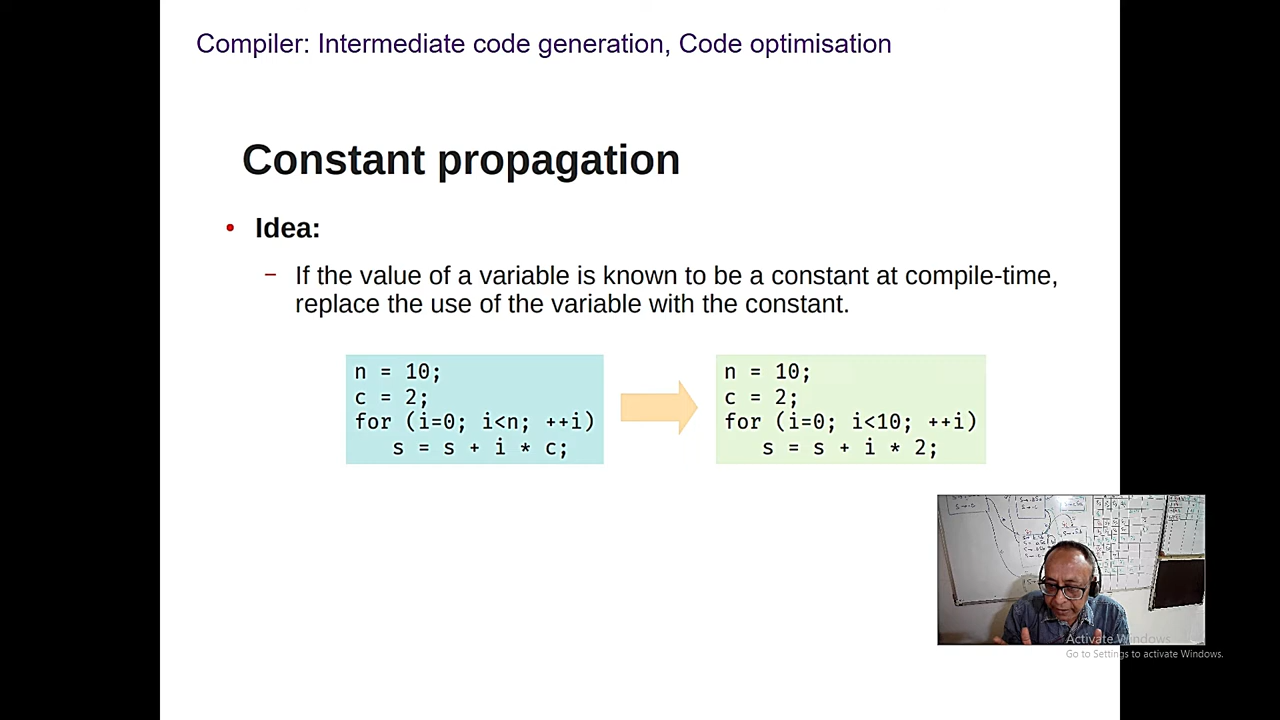 Compiler: Intermediate code generation, Code optimisation
Constant propagation
• Idea:
– If the value of a variable is known to be a constant at compile-time,
replace the use of the variable with the constant.
n = 10;
c = 2;
for (i=0; i<n; ++i)
s = s + i * c;
n = 10;
c = 2;
for (i=0; i<10; ++i)
s = s + i * 2;
Activate Windows
Go to Settings to activate Windows.